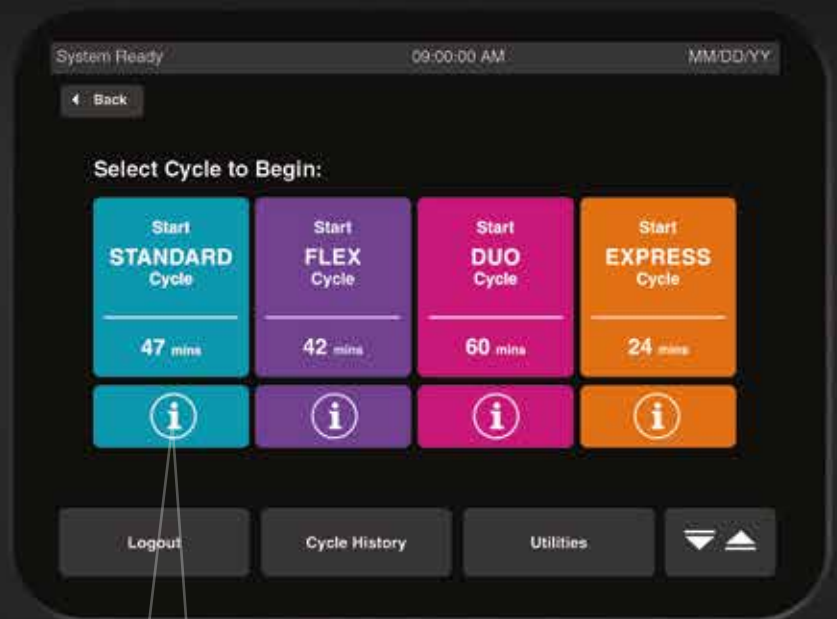 System Ready 09:00:00 AM MM/DD/YY
Back
Select Cycle to Begin:
Start
STANDARD
Cycle
47 mins
Start
FLEX
Cycle
42 mins
Start
DUO
Cycle
60 mins
Start
EXPRESS
Cycle
24 mins
i i i i
Logout Cycle History Utilities